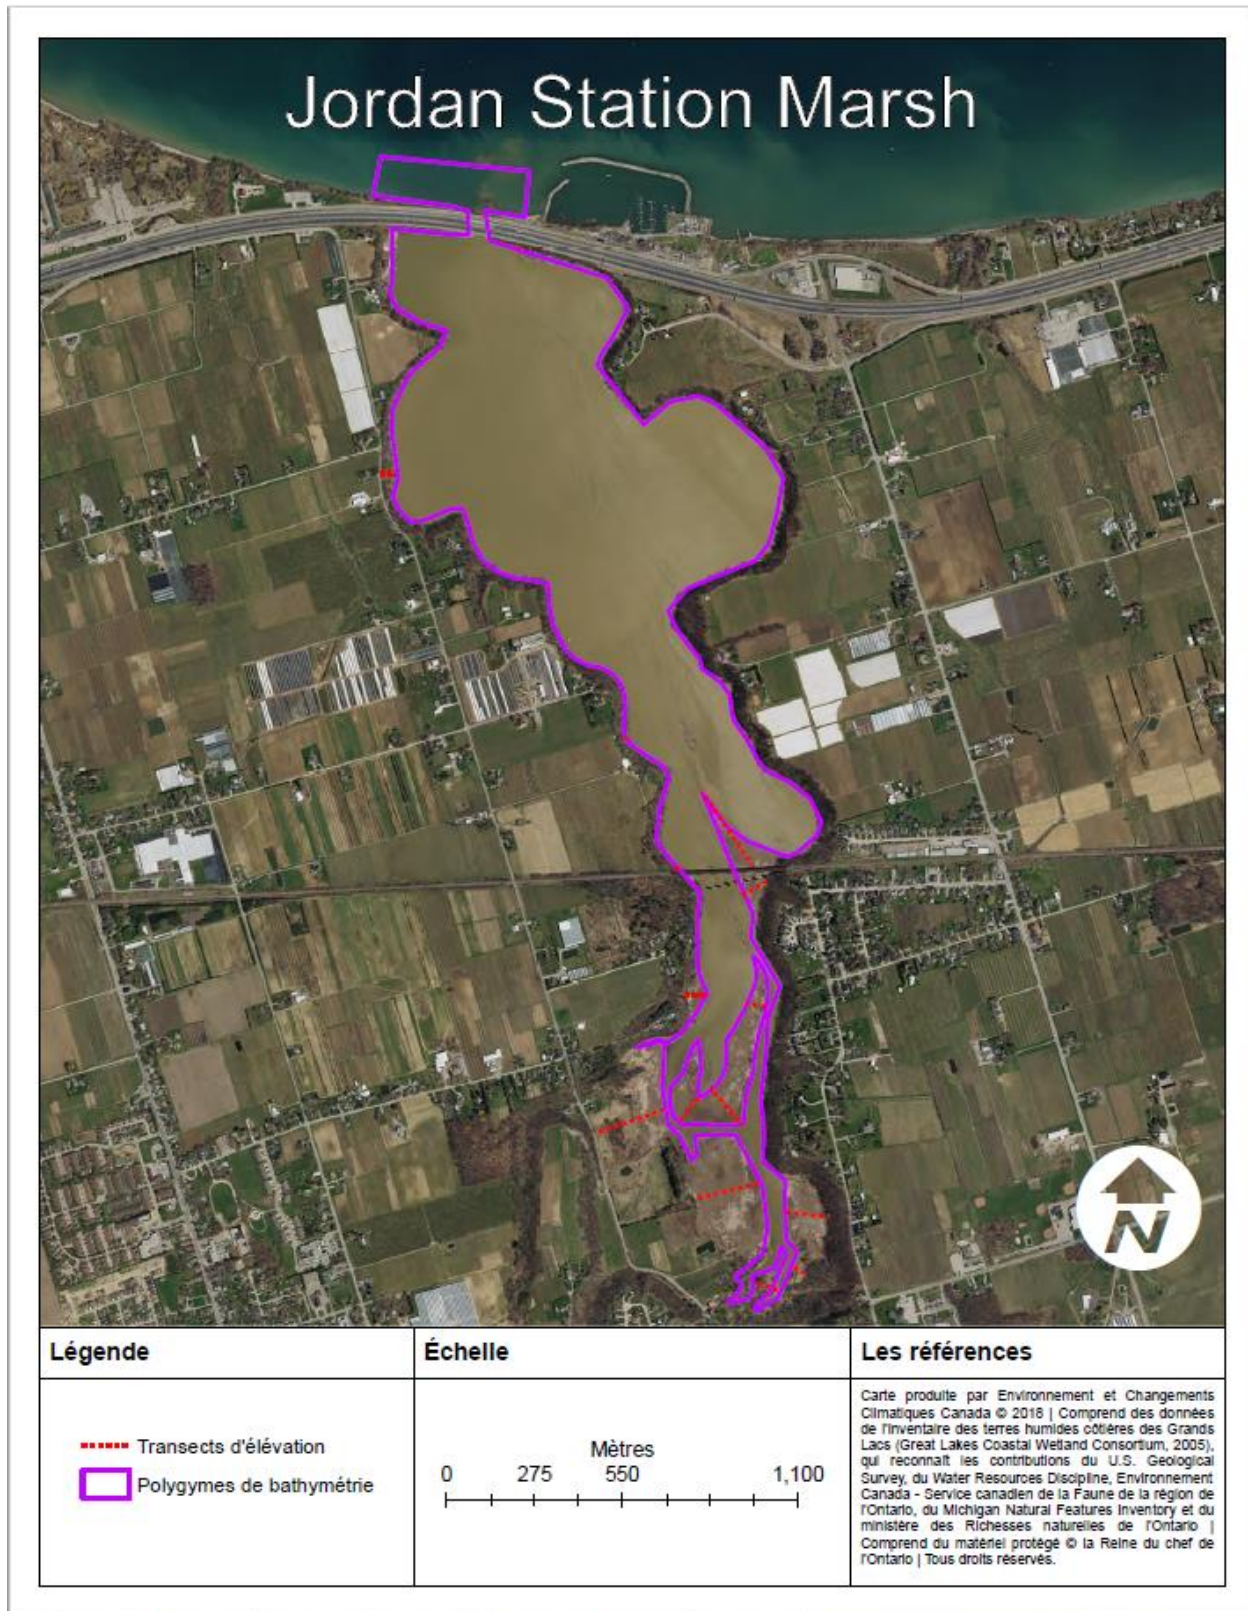 Jordan Station Marsh
N
Légende
Transects d'élévation
Polygymes de bathymétrie
Échelle
Mètres
0 275 550 1,100
Les références
Carte produite par Environnement et Changements
Climatiques Canada © 2018 | Comprend des données
de l'inventaire des terres humides côtières des Grands
Lacs (Great Lakes Coastal Wetland Consortium, 2005),
qui reconnaît les contributions du U.S. Geological
Survey, du Water Resources Discipline, Environnement
Canada - Service canadien de la Faune de la région de
l'Ontario, du Michigan Natural Features Inventory et du
ministère des Richesses naturelles de l'Ontario |
Comprend du matériel protégé © la Reine du chef de
l'Ontario | Tous droits réservés.